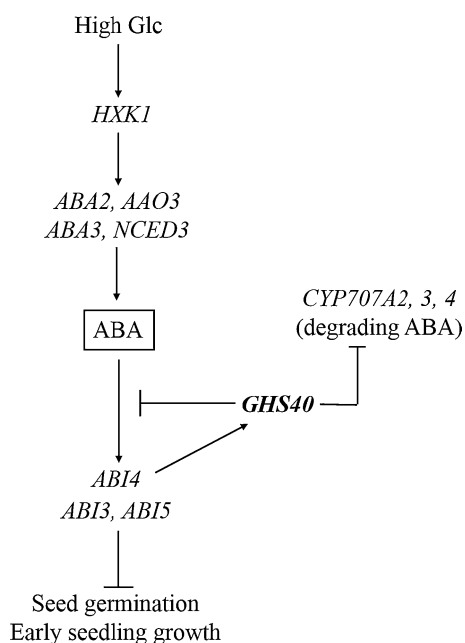 High Glc
HXK1
ABA2, AAO3
ABA3, NCED3
ABA
CYP707A2, 3, 4
(degrading ABA)
GHS40
ABI4
ABI3, ABI5
Seed germination
Early seedling growth